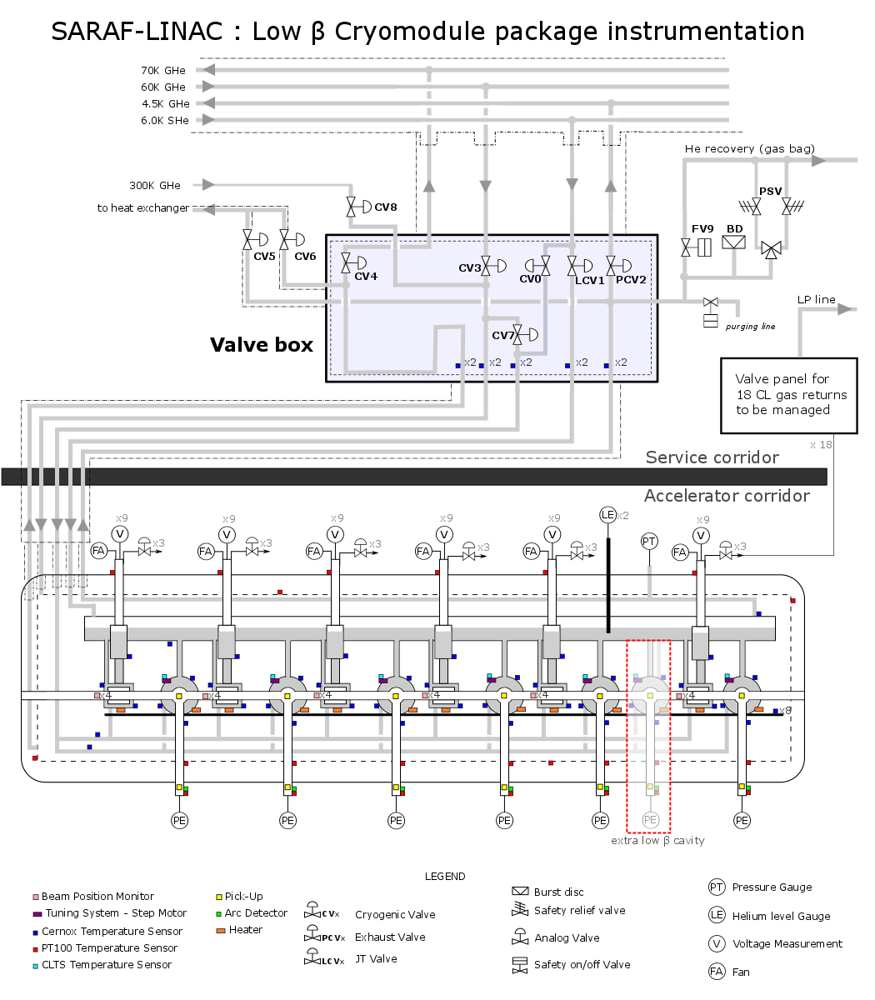 SARAF-LINAC : Low β Cryomodule package instrumentation
70K GHe
60K GHe
4.5K GHe
6.0K SHe
He recovery (gas bag)
300K GHe
to heat exchanger
CV8
PSV
FV9
BD
CV5
CV6
CV4
CV3
CV0
LCV1
PCV2
LP line
purging line
Valve box
CV7
x2
x2
x2
x2
x2
Valve panel for
18 CL gas returns
to be managed
x 18
Service corridor
Accelerator corridor
x9
x9
x9
x9
x9
LE
x2
x9
V
V
V
V
V
V
PT
FA
x3
FA
x3
FA
x3
FA
x3
FA
x3
FA
x3
x4
x4
x4
x4
x4
x4
x8
PE
PE
PE
PE
PE
PE
PE
extra low β cavity
LEGEND
Beam Position Monitor
Tuning System - Step Motor
Cernox Temperature Sensor
PT100 Temperature Sensor
CLTS Temperature Sensor
Pick-Up
Arc Detector
Heater
CVx
Cryogenic Valve
PCVx
Exhaust Valve
LCVx
JT Valve
Burst disc
Safety relief valve
Analog Valve
Safety on/off Valve
PT
Pressure Gauge
LE
Helium level Gauge
V
Voltage Measurement
FA
Fan